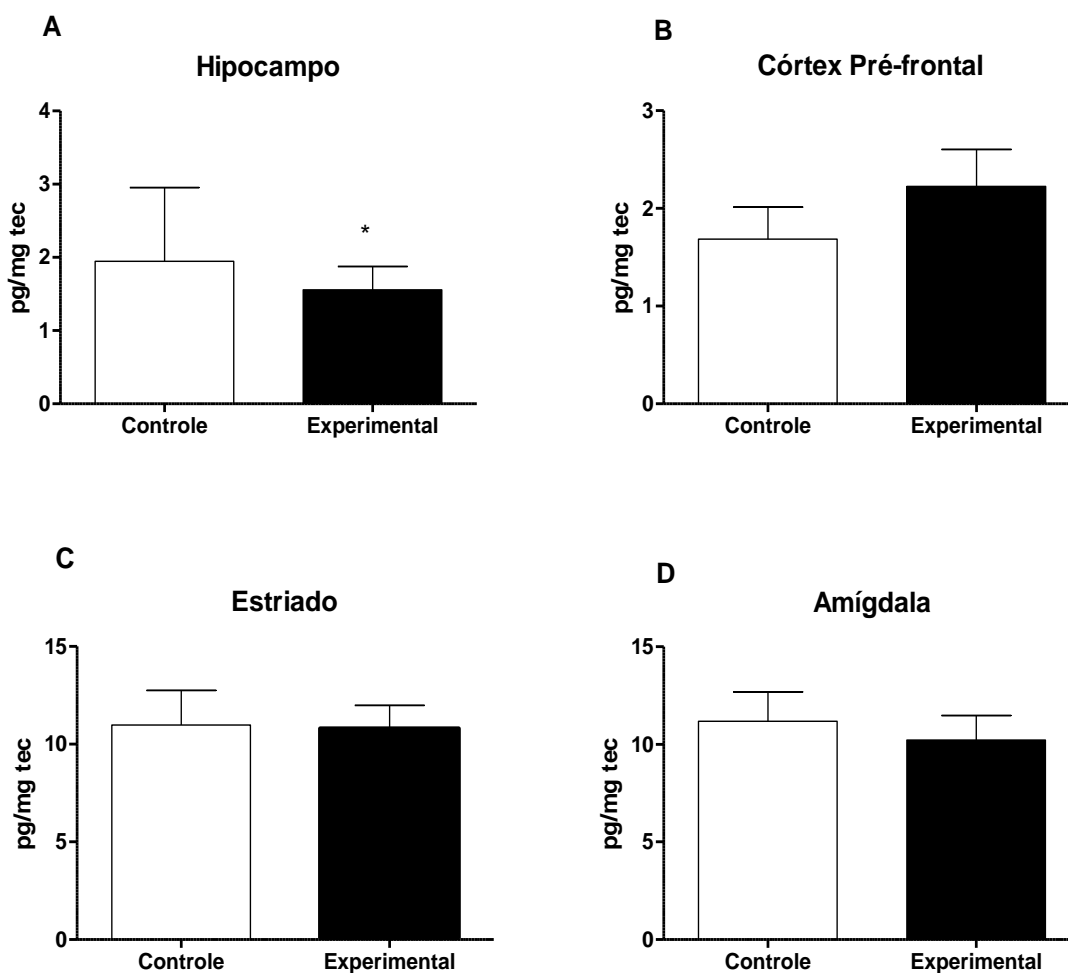 A
Hipocampo
4
3
2
1
0
pg/mg tec
*
Controle
Experimental
B
Córtex Pré-frontal
3
2
1
0
pg/mg tec
Controle
Experimental
C
Estriado
15
10
5
0
pg/mg tec
Controle
Experimental
D
Amígdala
15
10
5
0
pg/mg tec
Controle
Experimental